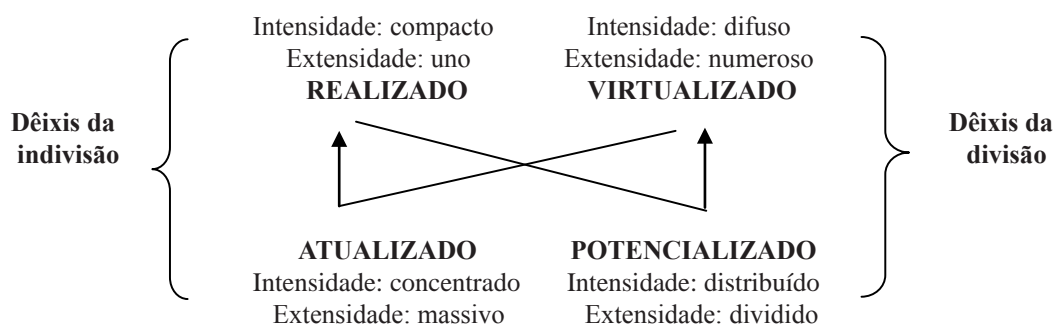 Intensidade: compacto
Extensidade: uno
REALIZADO
Intensidade: difuso
Extensidade: numeroso
VIRTUALIZADO
Dêixis da
indivisão
Dêixis da
divisão
ATUALIZADO
Intensidade: concentrado
Extensidade: massivo
POTENCIALIZADO
Intensidade: distribuído
Extensidade: dividido